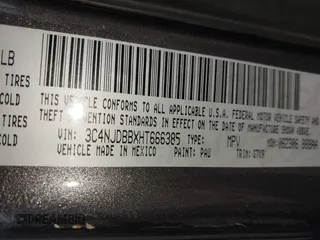 LB
TIRES
COLD
TIRES
COLD
THIS VEHICLE CONFORMS TO ALL APPLICABLE U.S.A. FEDERAL MOTOR VEHICLE SAFETY AND
THEFT PREVENTION STANDARDS IN EFFECT ON THE DATE OF MANUFACTURE SHOWN ABOVE.
VIN: 3C4NJDBBXHT666385 TYPE: MPV
VEHICLE MADE IN MEXICO PAINT: PAU TRIM: